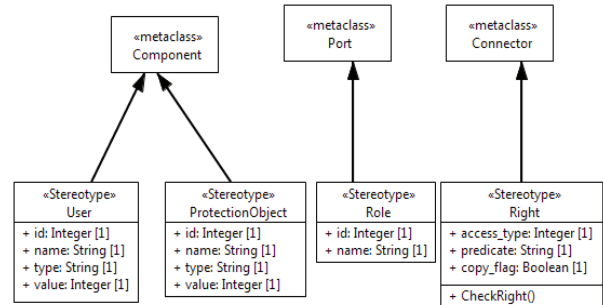 «metaclass»
Component
«metaclass»
Port
«metaclass»
Connector
«Stereotype»
User
+ id: Integer [1]
+ name: String [1]
+ type: String [1]
+ value: Integer [1]
«Stereotype»
ProtectionObject
+ id: Integer [1]
+ name: String [1]
+ type: String [1]
+ value: Integer [1]
«Stereotype»
Role
+ id: Integer [1]
+ name: String [1]
«Stereotype»
Right
+ access_type: Integer [1]
+ predicate: String [1]
+ copy_flag: Boolean [1]
+ CheckRight()